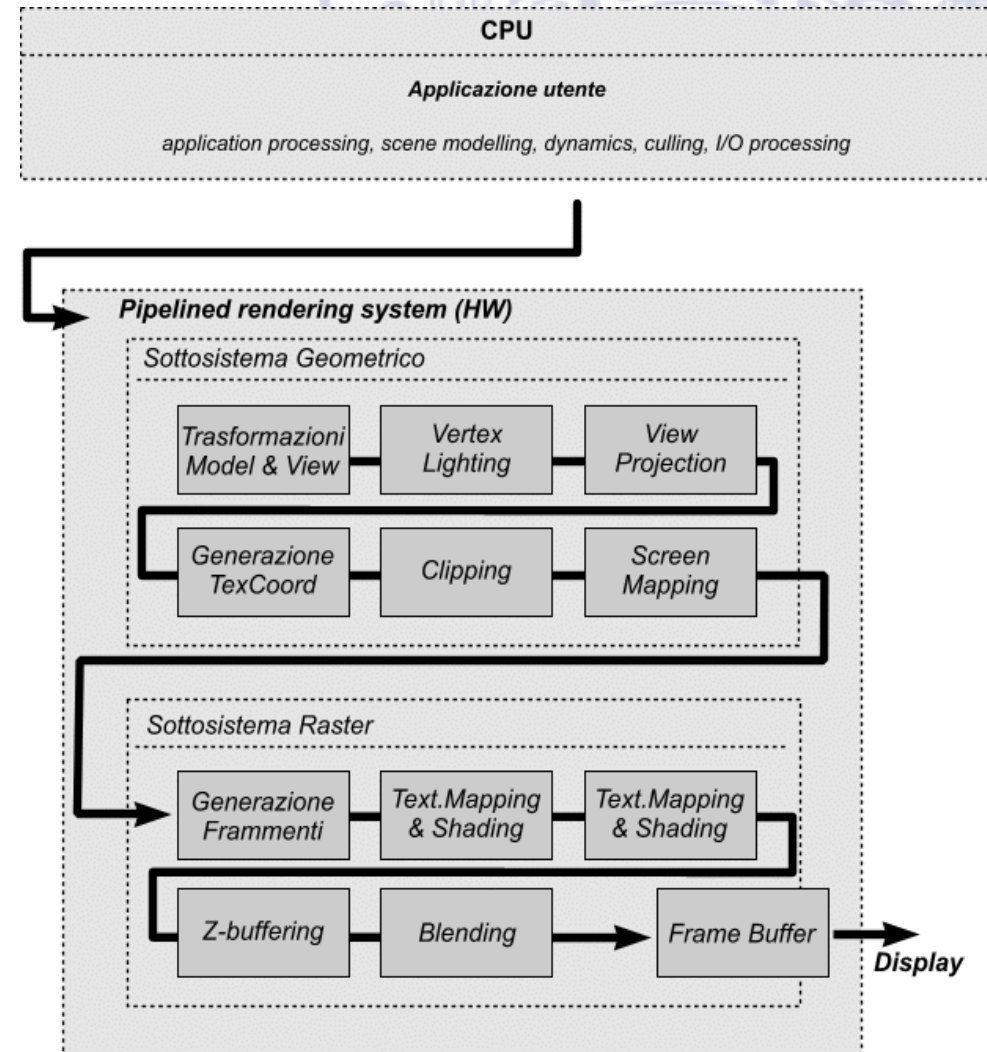 CPU
Applicazione utente
application processing, scene modelling, dynamics, culling, I/O processing
Pipelined rendering system (HW)
Sottosistema Geometrico
Trasformazioni
Model & View
Vertex
Lighting
View
Projection
Generazione
TexCoord
Clipping
Screen
Mapping
Sottosistema Raster
Generazione
Frammenti
Text.Mapping
& Shading
Text.Mapping
& Shading
Z-buffering
Blending
Frame Buffer
Display